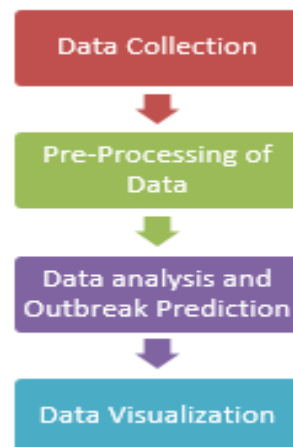 Data Collection
Pre-Processing of
Data
Data analysis and
Outbreak Prediction
Data Visualization